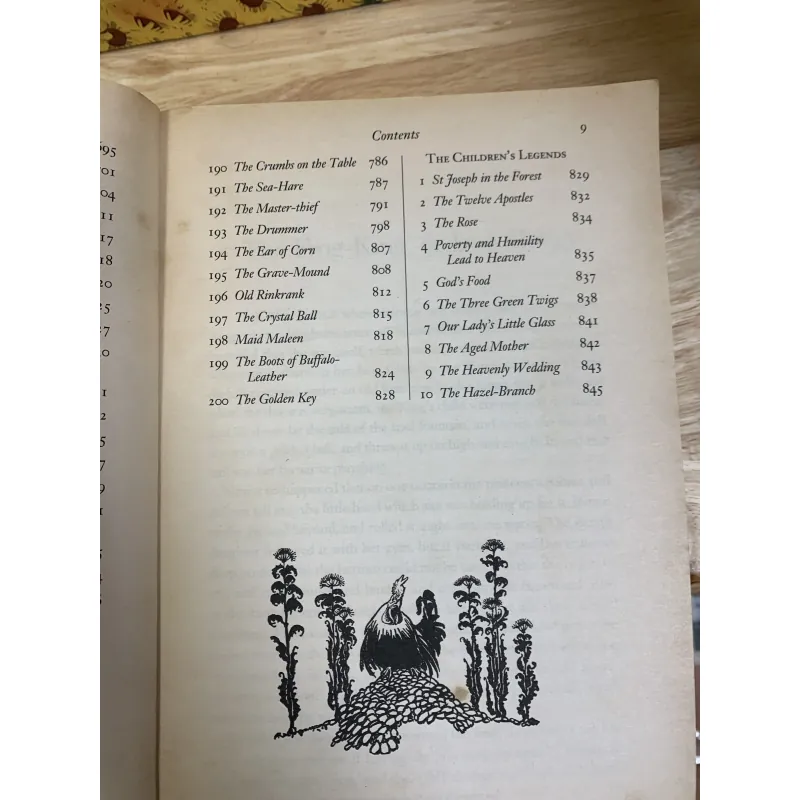 Contents 9
190 The Crumbs on the Table 786
191 The Sea-Hare 787
192 The Master-thief 791
193 The Drummer 798
194 The Ear of Corn 807
195 The Grave-Mound 808
196 Old Rinkrank 812
197 The Crystal Ball 815
198 Maid Maleen 818
199 The Boots of Buffalo-
Leather 824
200 The Golden Key 828
THE CHILDREN'S LEGENDS
1 St Joseph in the Forest 829
2 The Twelve Apostles 832
3 The Rose 834
4 Poverty and Humility
Lead to Heaven 835
5 God's Food 837
6 The Three Green Twigs 838
7 Our Lady's Little Glass 841
8 The Aged Mother 842
9 The Heavenly Wedding 843
10 The Hazel-Branch 845